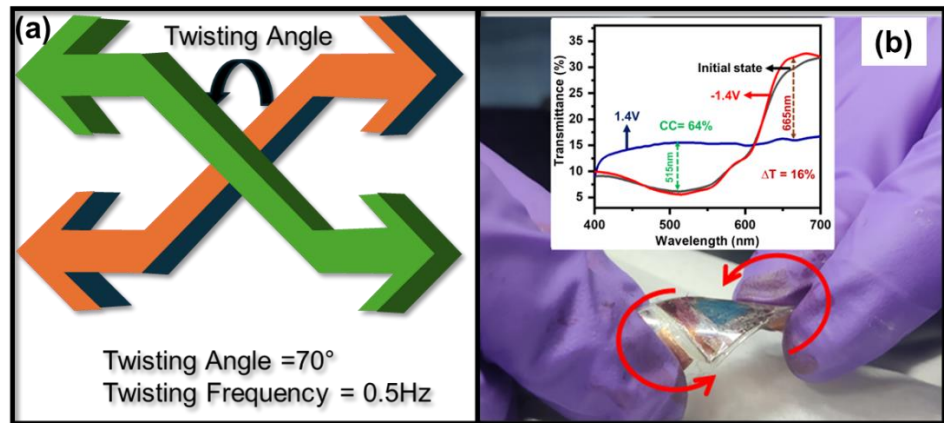 (a)
Twisting Angle
Twisting Angle =70°
Twisting Frequency = 0.5Hz
(b)
Transmittance (%)
35
30
25
20
15
10
5
Initial state
-1.4V
1.4V
CC= 64%
515nm
665nm
ΔT = 16%
400
500
600
700
Wavelength (nm)